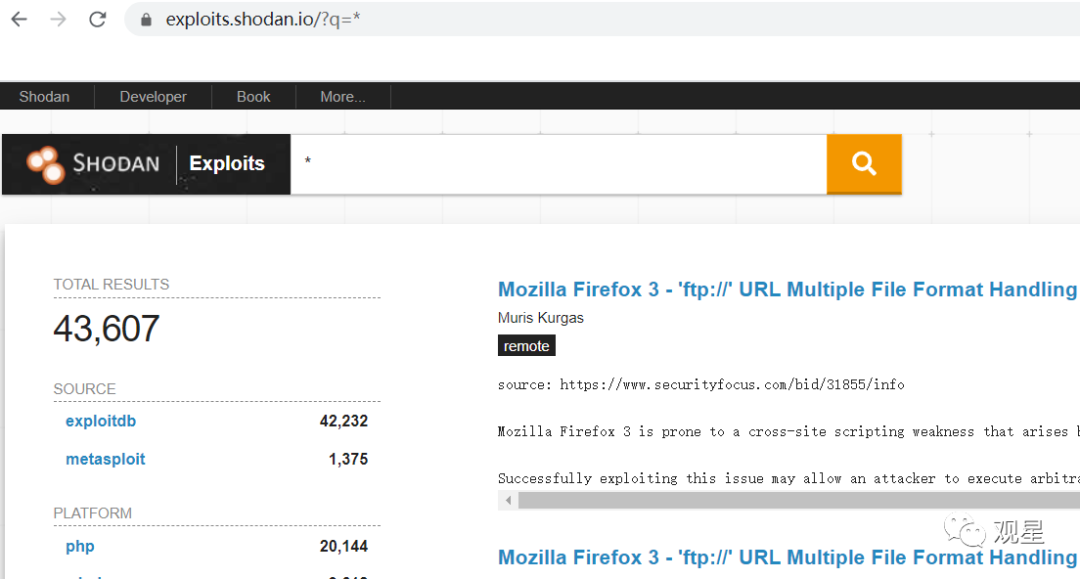 exploits.shodan.io/?q=*
Shodan Developer Book More...
SHODAN Exploits *
TOTAL RESULTS
43,607
SOURCE
exploitdb 42,232
metasploit 1,375
PLATFORM
php 20,144
Mozilla Firefox 3 - 'ftp://' URL Multiple File Format Handling
Muris Kurgas
remote
source: https://www.securityfocus.com/bid/31855/info
Mozilla Firefox 3 is prone to a cross-site scripting weakness that arises
Successfully exploiting this issue may allow an attacker to execute
观星
Mozilla Firefox 3 - 'ftp://' URL Multiple File Format Handling